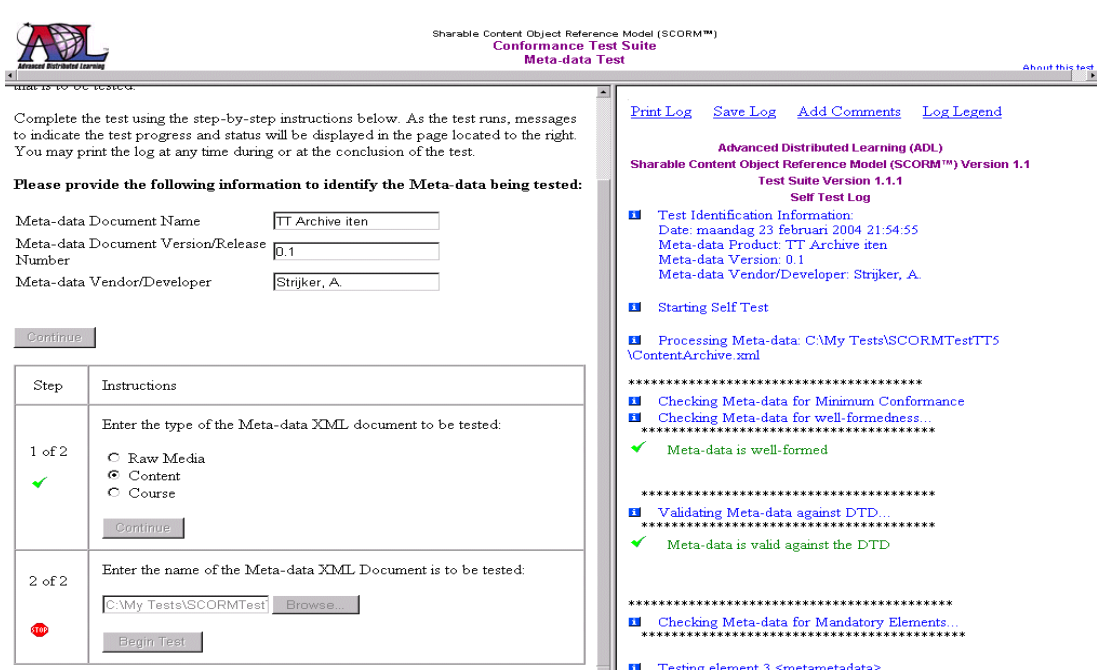 Sharable Content Object Reference Model (SCORM™)
Conformance Test Suite
Meta-data Test
ADL
Advanced Distributed Learning
About this test
that is to be tested.
Complete the test using the step-by-step instructions below. As the test runs, messages
to indicate the test progress and status will be displayed in the page located to the right.
You may print the log at any time during or at the conclusion of the test.
Please provide the following information to identify the Meta-data being tested:
Meta-data Document Name TT Archive iten
Meta-data Document Version/Release
Number 0.1
Meta-data Vendor/Developer Strijker, A.
Continue
Step Instructions
Enter the type of the Meta-data XML document to be tested:
1 of 2
Raw Media
Content
Course
Continue
Enter the name of the Meta-data XML Document is to be tested:
2 of 2
C:\My Tests\SCORMTest Browse...
STOP
Begin Test
Print Log Save Log Add Comments Log Legend
Advanced Distributed Learning (ADL)
Sharable Content Object Reference Model (SCORM™) Version 1.1
Test Suite Version 1.1.1
Self Test Log
Test Identification Information:
Date: maandag 23 februari 2004 21:54:55
Meta-data Product: TT Archive iten
Meta-data Version: 0.1
Meta-data Vendor/Developer: Strijker, A.
Starting Self Test
Processing Meta-data: C:\My Tests\SCORMTestTT5
\ContentArchive.xml
***************************************
Checking Meta-data for Minimum Conformance
Checking Meta-data for well-formedness...
***************************************
Meta-data is well-formed
***************************************
Validating Meta-data against DTD...
***************************************
Meta-data is valid against the DTD
*******************************************
Checking Meta-data for Mandatory Elements...
*******************************************
Testing element 3 <metametadata>